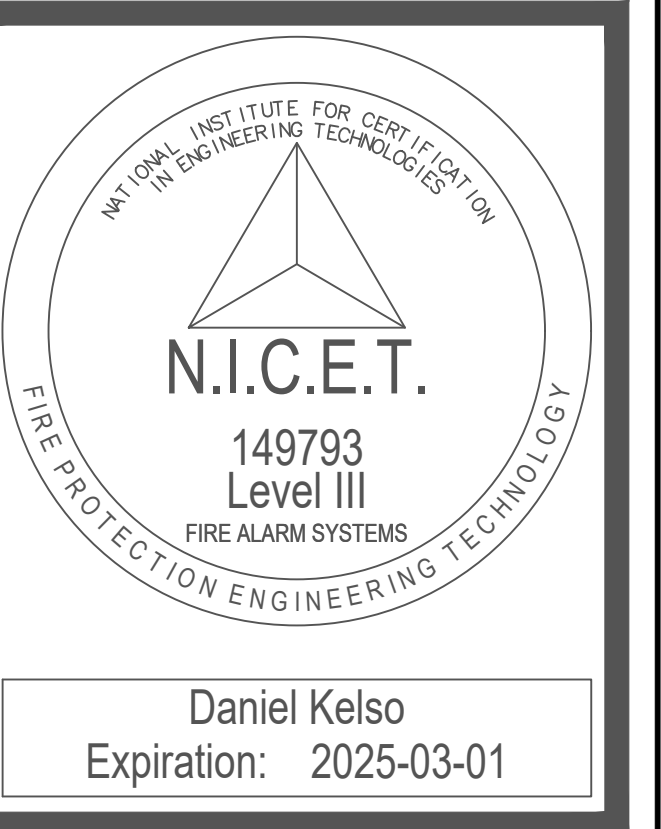 NATIONAL INSTITUTE FOR CERTIFICATION
IN ENGINEERING TECHNOLOGIES
N.I.C.E.T.
149793
Level III
FIRE ALARM SYSTEMS
FIRE PROTECTION ENGINEERING TECHNOLOGY
Daniel Kelso
Expiration: 2025-03-01